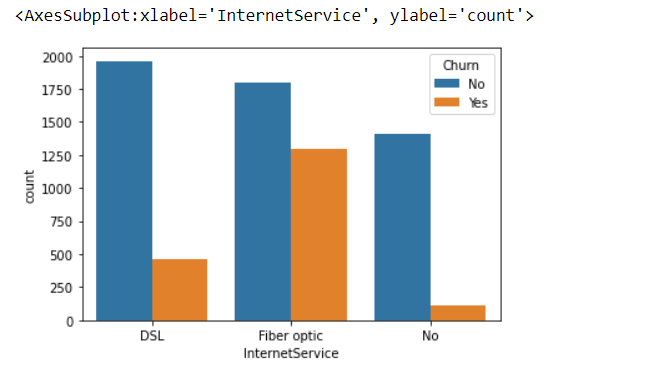 <AxesSubplot:xlabel='InternetService', ylabel='count'>
Churn
No
Yes
2000
1750
1500
1250
1000
750
500
250
0
count
DSL
Fiber optic
No
InternetService